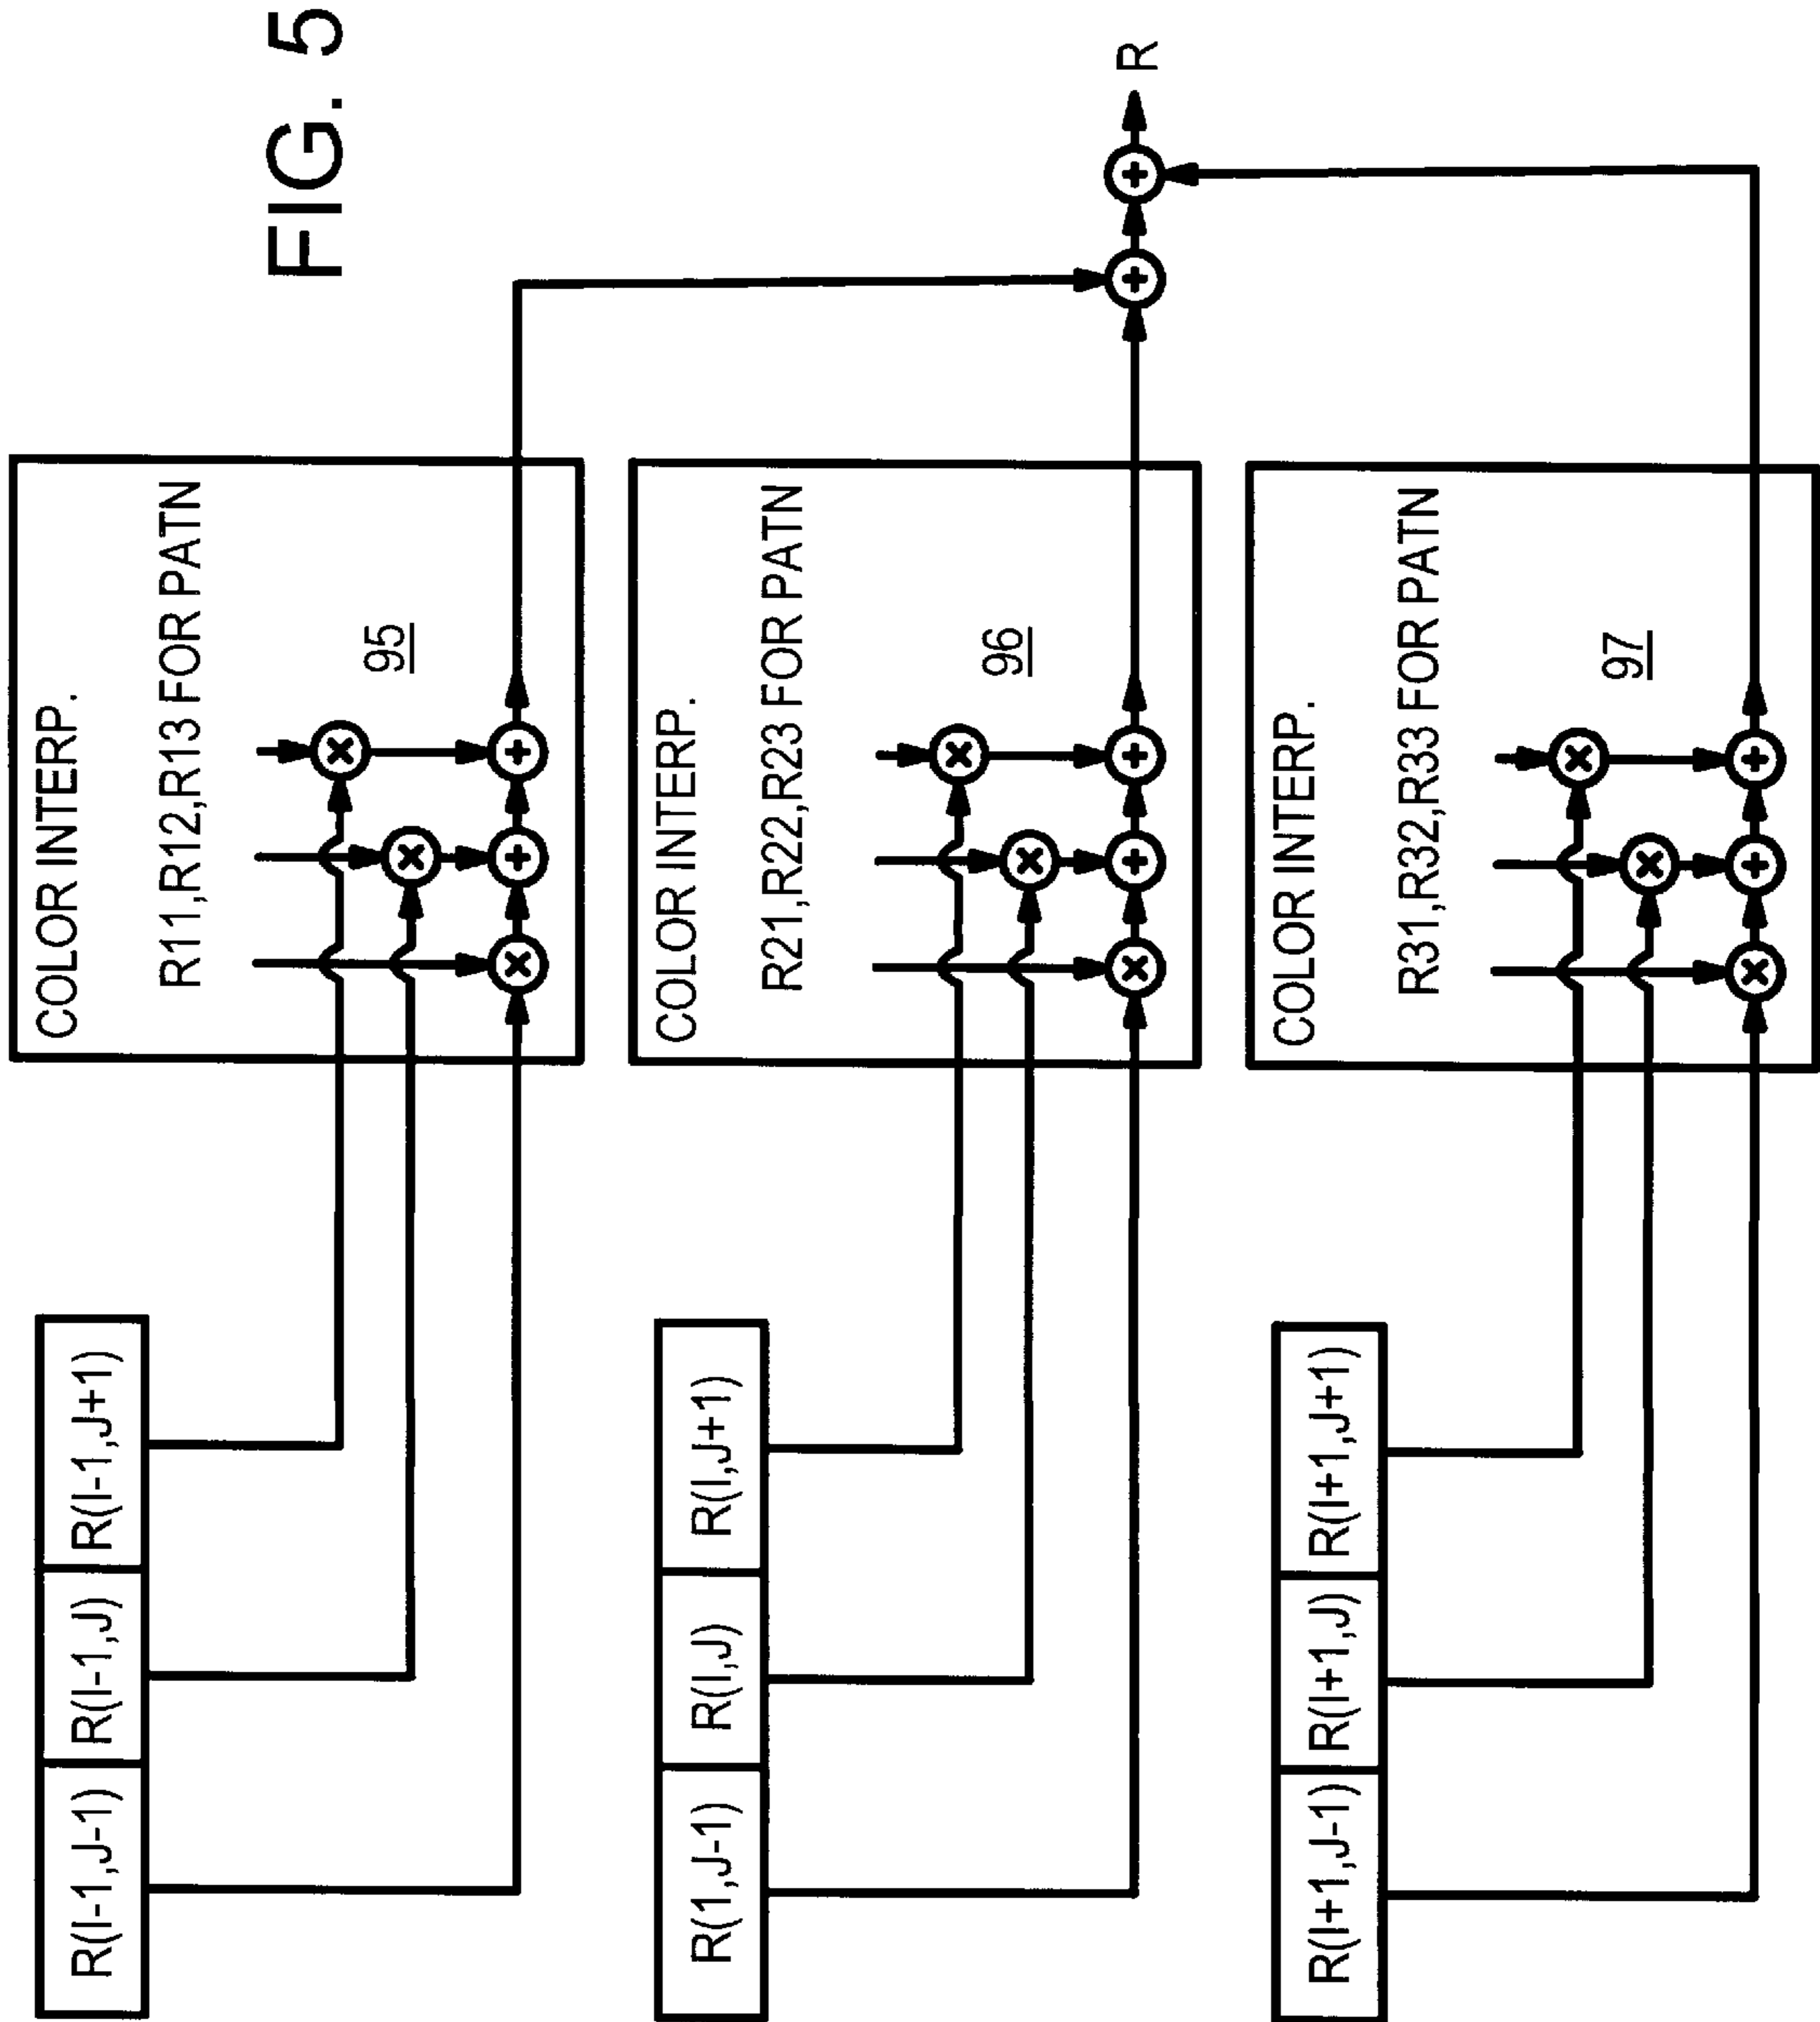 FIG. 5
R(I-1,J-1) R(I-1,J) R(I-1,J+1)
COLOR INTERP.
R11,R12,R13 FOR PATN
95
R(1,J-1) R(I,J) R(I,J+1)
COLOR INTERP.
R21,R22,R23 FOR PATN
96
R
R(I+1,J-1) R(I+1,J) R(I+1,J+1)
COLOR INTERP.
R31,R32,R33 FOR PATN
97